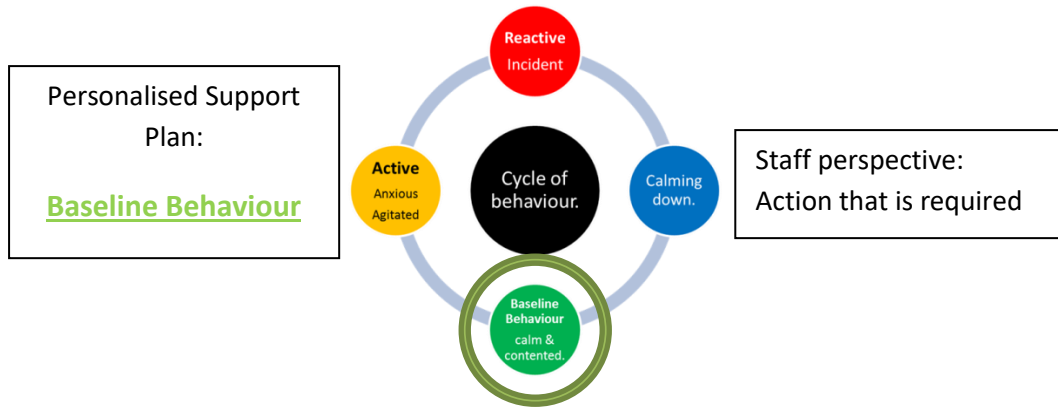 Personalised Support
Plan:
Baseline Behaviour
Reactive
Incident
Active
Anxious
Agitated
Cycle of
behaviour.
Calming
down.
Baseline
Behaviour
calm &
contented.
Staff perspective:
Action that is required